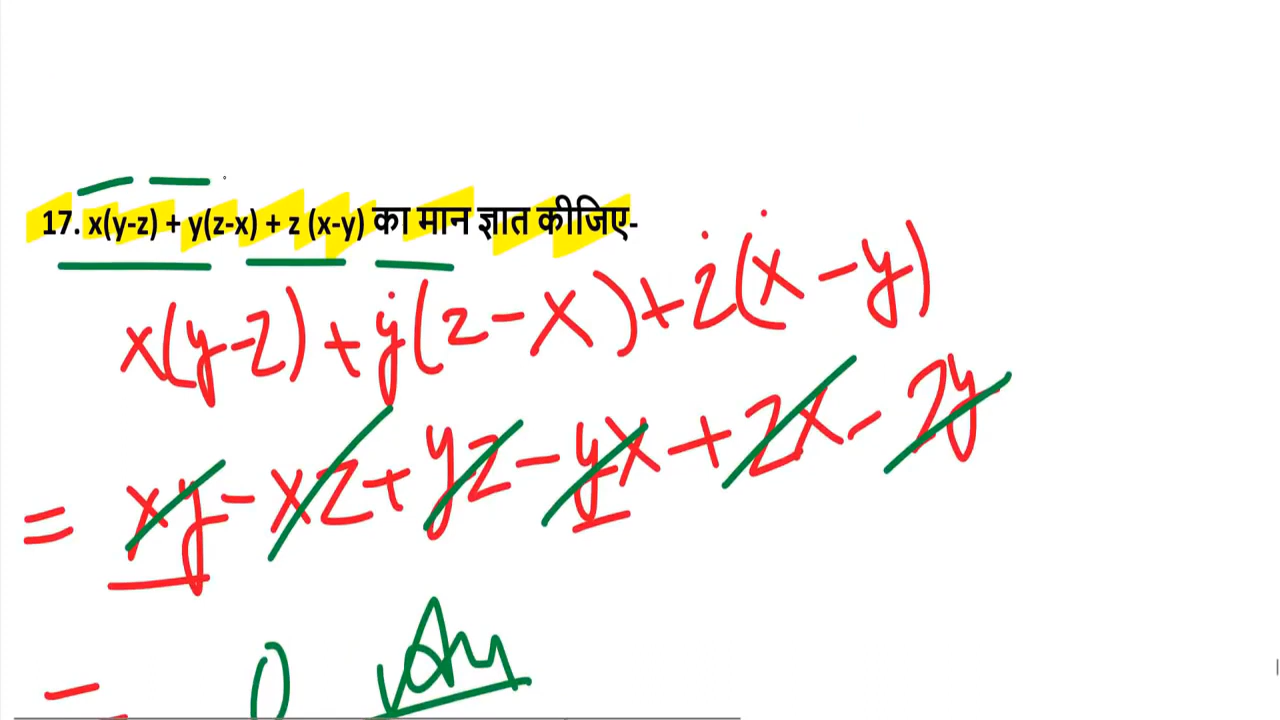 17. x(y-z) + y(z-x) + z (x-y) का मान ज्ञात कीजिए-
x(y-z)+y(z-x)+z(x-y)
= xy-xz+yz-yx+zx-zy
= 0 Ans